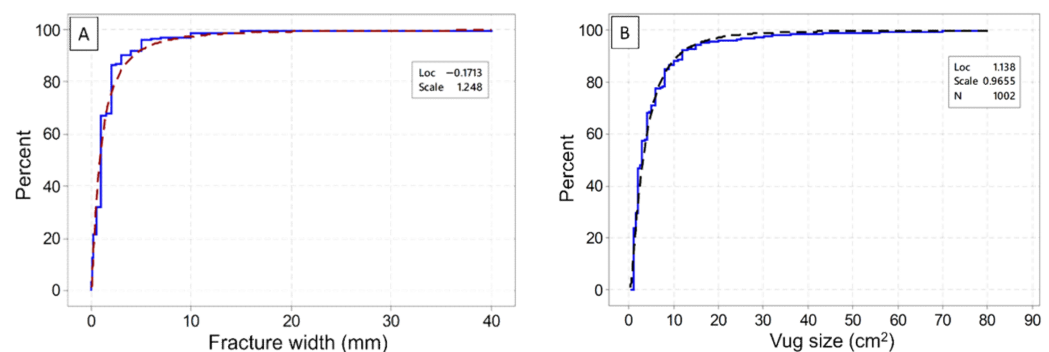 A
100
80
60
40
20
0
Percent
Loc −0.1713
Scale 1.248
0 10 20 30 40
Fracture width (mm)
B
100
80
60
40
20
0
Percent
Loc 1.138
Scale 0.9655
N 1002
0 10 20 30 40 50 60 70 80 90
Vug size (cm²)